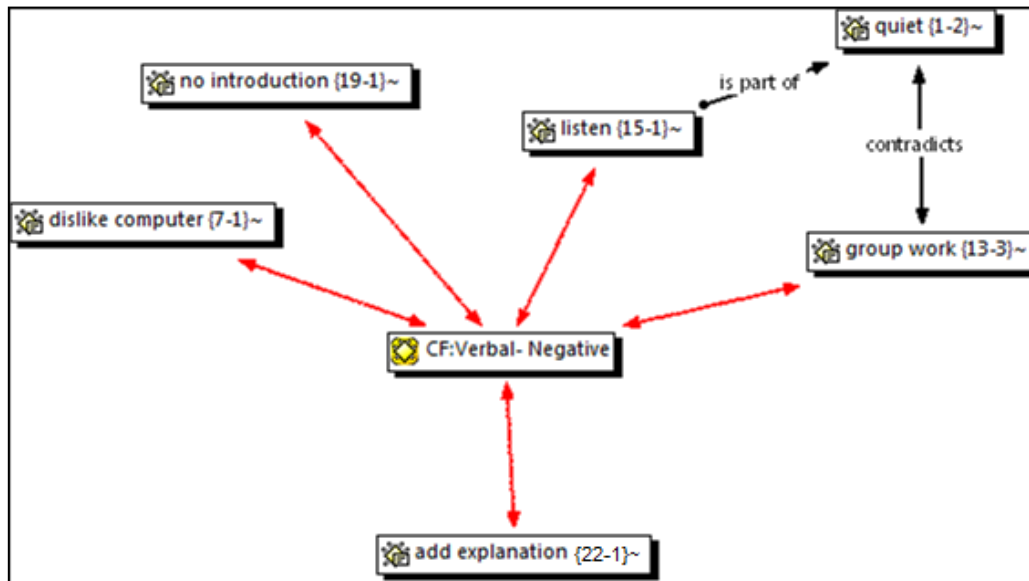 quiet {1-2}~
no introduction {19-1}~
is part of
listen {15-1}~
contradicts
dislike computer {7-1}~
group work {13-3}~
CF:Verbal- Negative
add explanation {22-1}~